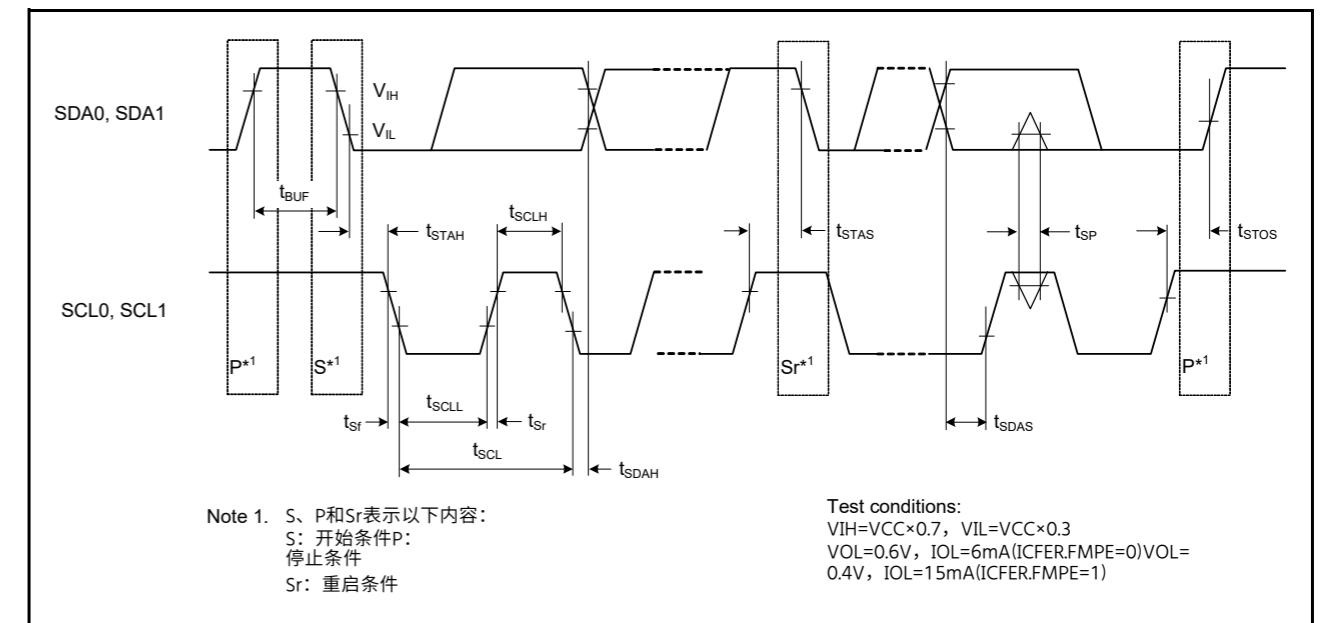 SDA0, SDA1
VIH
VIL
tBUF
tSTAH
tSCLH
tSTAS
tSP
tSTOS
SCL0, SCL1
P*1
S*1
Sr*1
P*1
tSf
tSCLL
tSr
tSDAS
tSCL
tSDAH
Note 1. S、P和Sr表示以下内容：
S：开始条件P：
停止条件
Sr：重启条件
Test conditions:
VIH=VCC×0.7，VIL=VCC×0.3
VOL=0.6V，IOL=6mA(ICFER.FMPE=0)VOL=
0.4V，IOL=15mA(ICFER.FMPE=1)